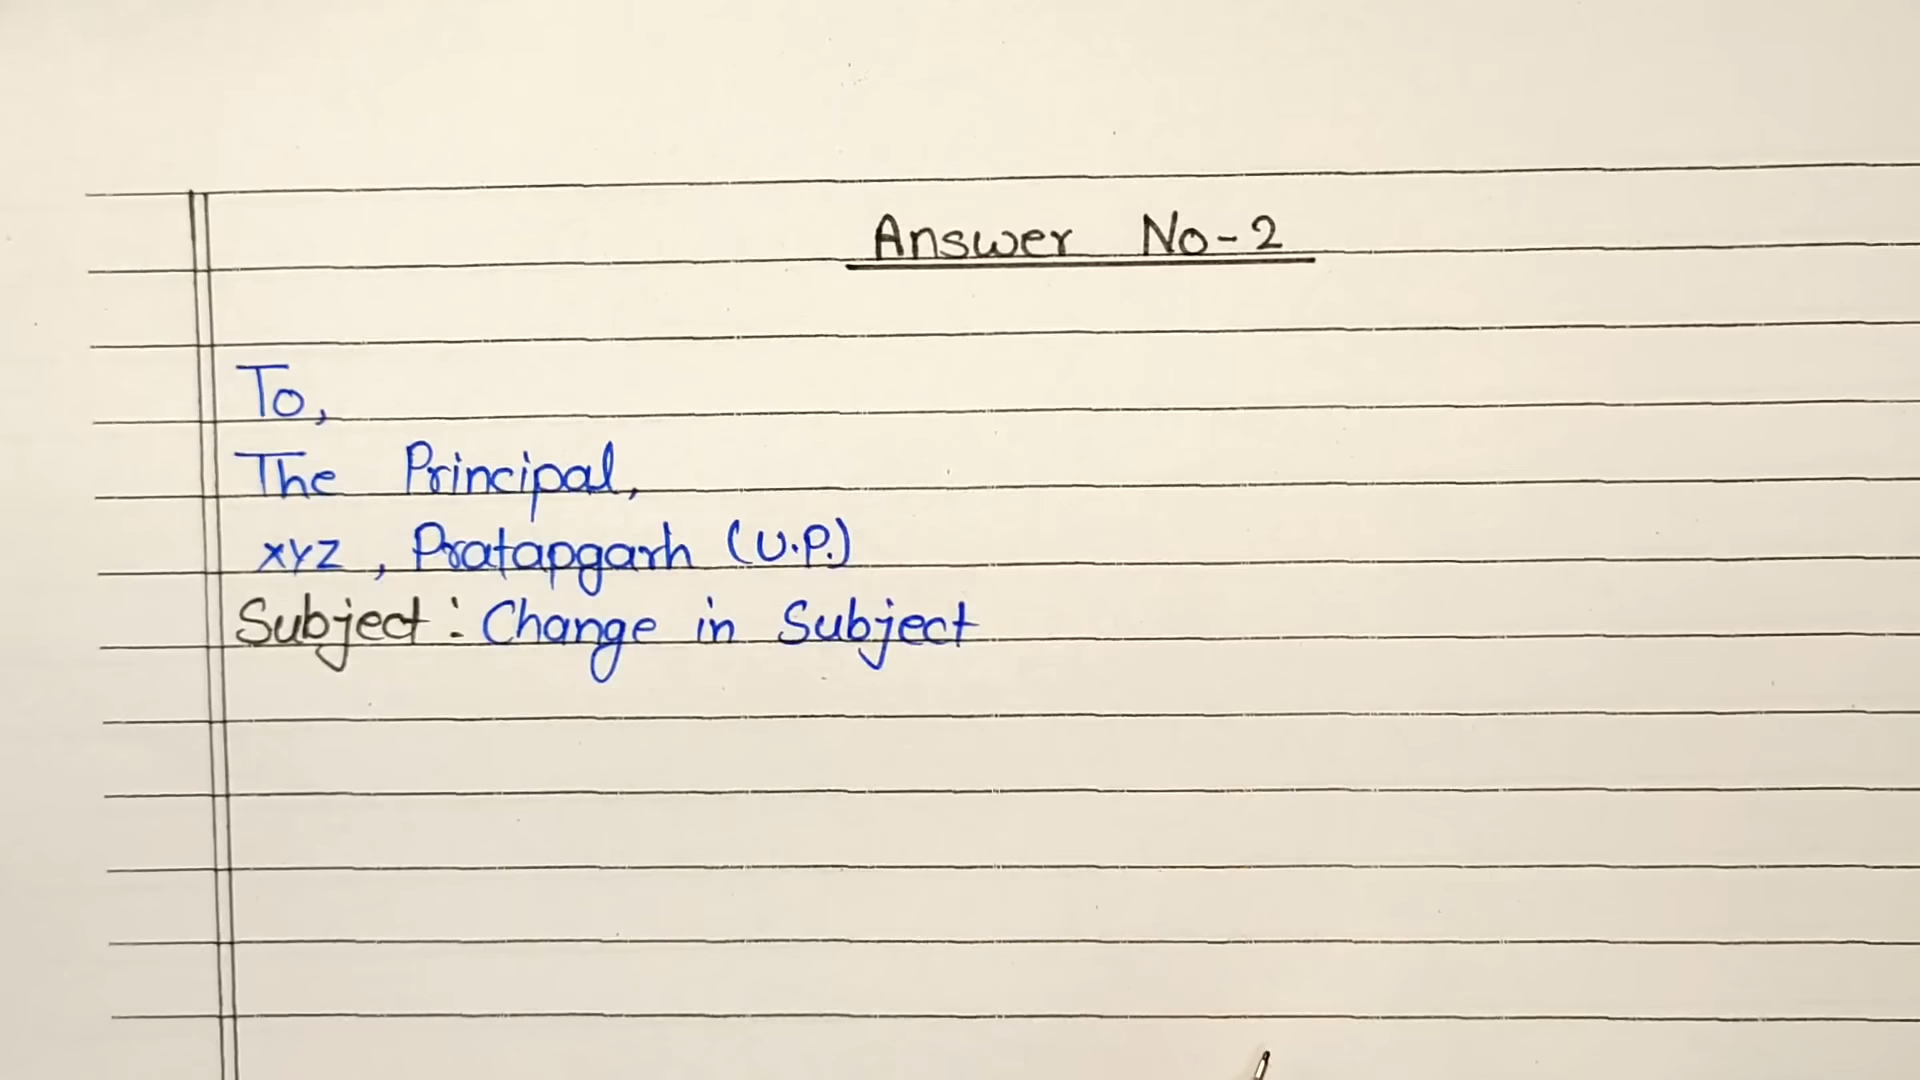 Answer No-2
To,
The Principal,
XYZ, Pratapgarh (U.P.)
Subject: Change in Subject